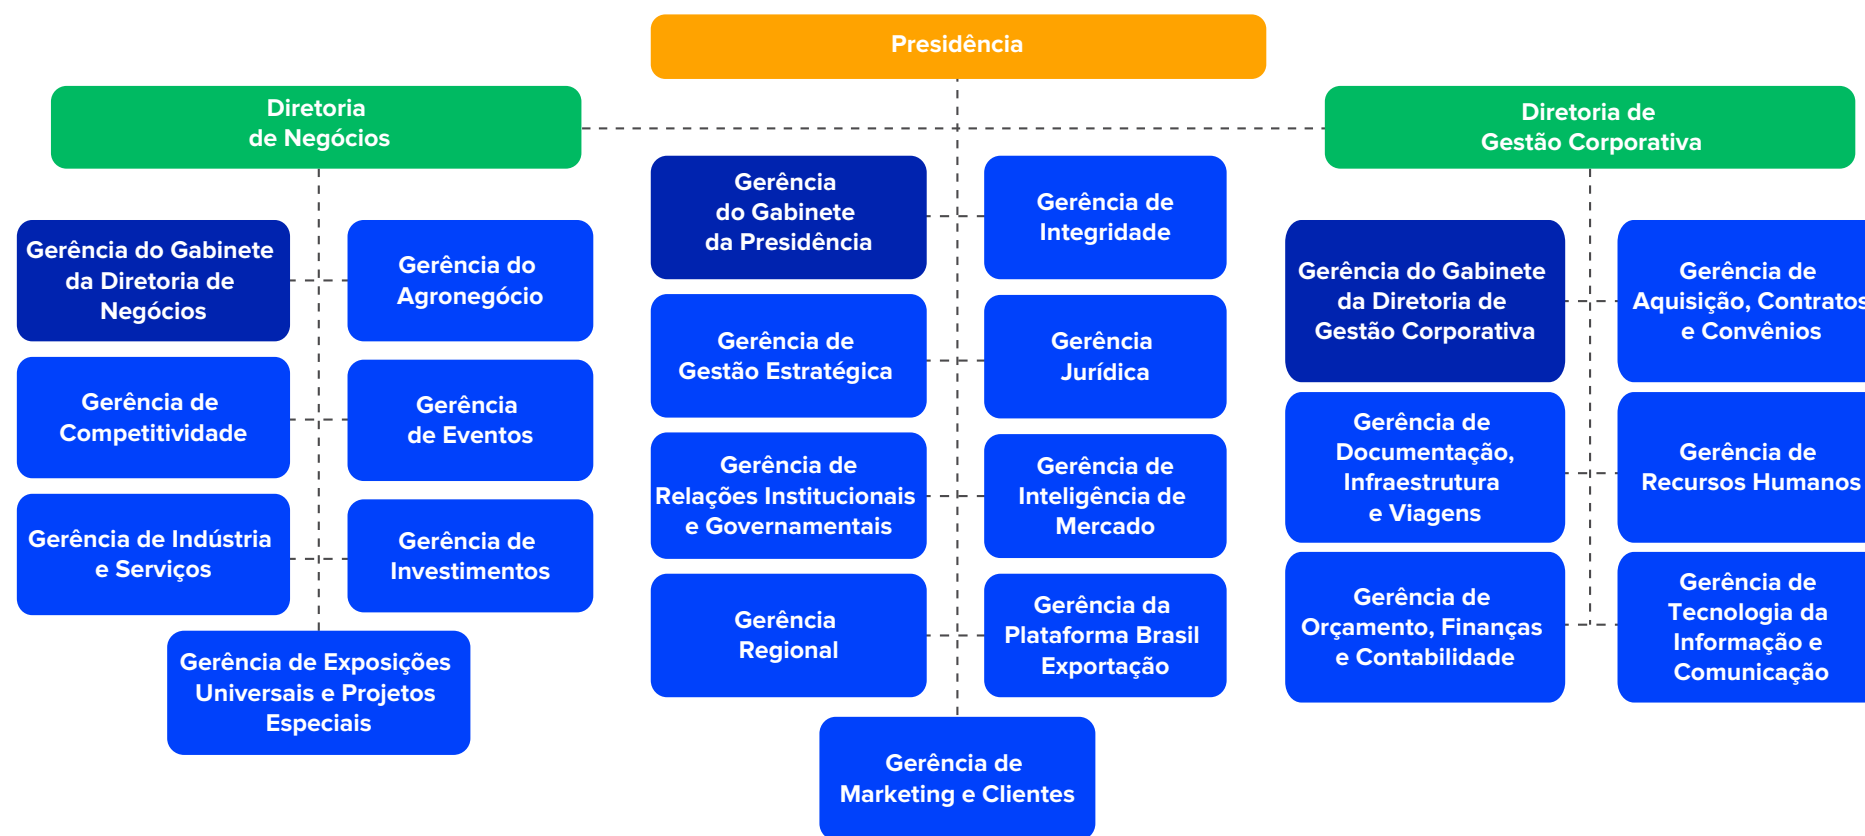 Presidência
Diretoria
de Negócios
Diretoria de
Gestão Corporativa
Gerência do Gabinete
da Diretoria de
Negócios
Gerência do
Agronegócio
Gerência de
Competitividade
Gerência
de Eventos
Gerência de Indústria
e Serviços
Gerência de
Investimentos
Gerência de Exposições
Universais e Projetos
Especiais
Gerência
do Gabinete
da Presidência
Gerência de
Integridade
Gerência de
Gestão Estratégica
Gerência
Jurídica
Gerência de
Relações Institucionais
e Governamentais
Gerência de
Inteligência de
Mercado
Gerência
Regional
Gerência da
Plataforma Brasil
Exportação
Gerência de
Marketing e Clientes
Gerência do Gabinete
da Diretoria de
Gestão Corporativa
Gerência de
Aquisição, Contratos
e Convênios
Gerência de
Documentação,
Infraestrutura
e Viagens
Gerência de
Recursos Humanos
Gerência de
Orçamento, Finanças
e Contabilidade
Gerência de
Tecnologia da
Informação e
Comunicação